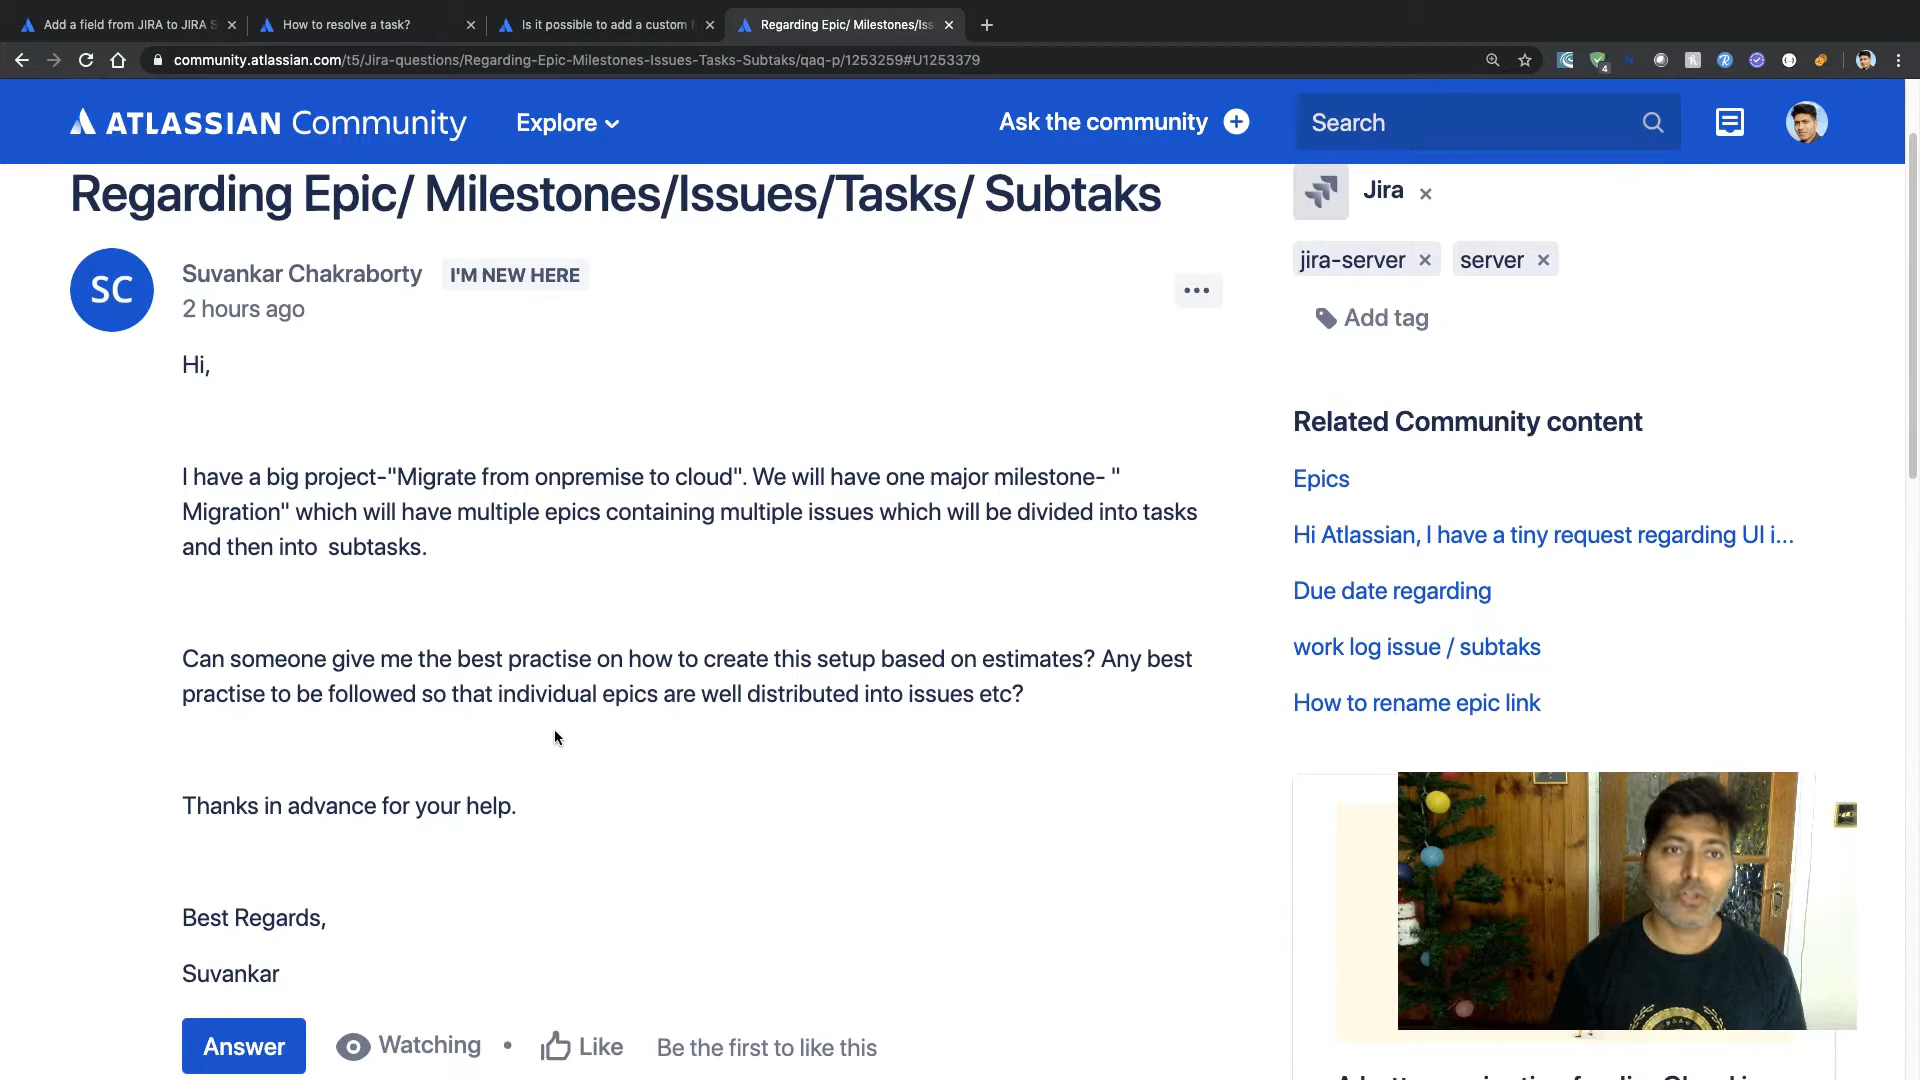 Add a field from JIRA to JIRA S
How to resolve a task?
Is it possible to add a custom f
Regarding Epic/ Milestones/Iss
community.atlassian.com/t5/Jira-questions/Regarding-Epic-Milestones-Issues-Tasks-Subtaks/qaq-p/1253259#U1253379
4
ATLASSIAN Community
Explore
Ask the community
Search
Regarding Epic/ Milestones/Issues/Tasks/ Subtaks
Jira
SC
Suvankar Chakraborty
I'M NEW HERE
2 hours ago
jira-server
server
Add tag
Hi,
I have a big project-"Migrate from onpremise to cloud". We will have one major milestone- "
Migration" which will have multiple epics containing multiple issues which will be divided into tasks
and then into  subtasks.
Can someone give me the best practise on how to create this setup based on estimates? Any best
practise to be followed so that individual epics are well distributed into issues etc?
Thanks in advance for your help.
Best Regards,
Suvankar
Answer
Watching
•
Like
Be the first to like this
Related Community content
Epics
Hi Atlassian, I have a tiny request regarding UI i...
Due date regarding
work log issue / subtaks
How to rename epic link